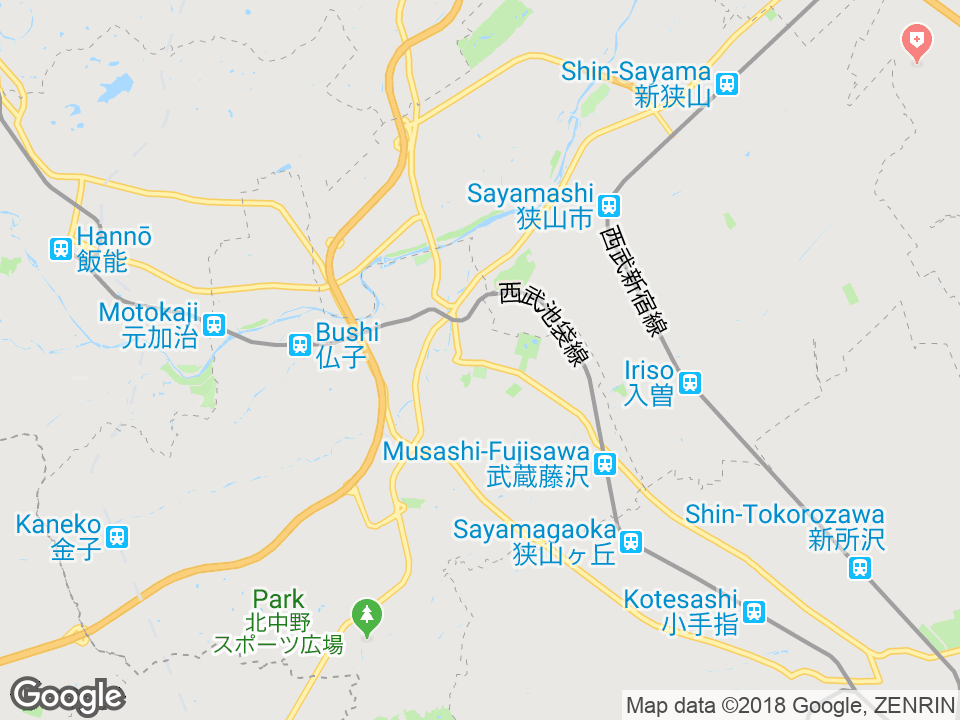 Shin-Sayama
新狭山
Sayamashi
狭山市
西武新宿線
Hannō
飯能
西武池袋線
Motokaji
元加治
Bushi
仏子
Iriso
入曽
Musashi-Fujisawa
武蔵藤沢
Kaneko
金子
Sayamagaoka
狭山ヶ丘
Shin-Tokorozawa
新所沢
Park
北中野
スポーツ広場
Kotesashi
小手指
Google
Map data ©2018 Google, ZENRIN